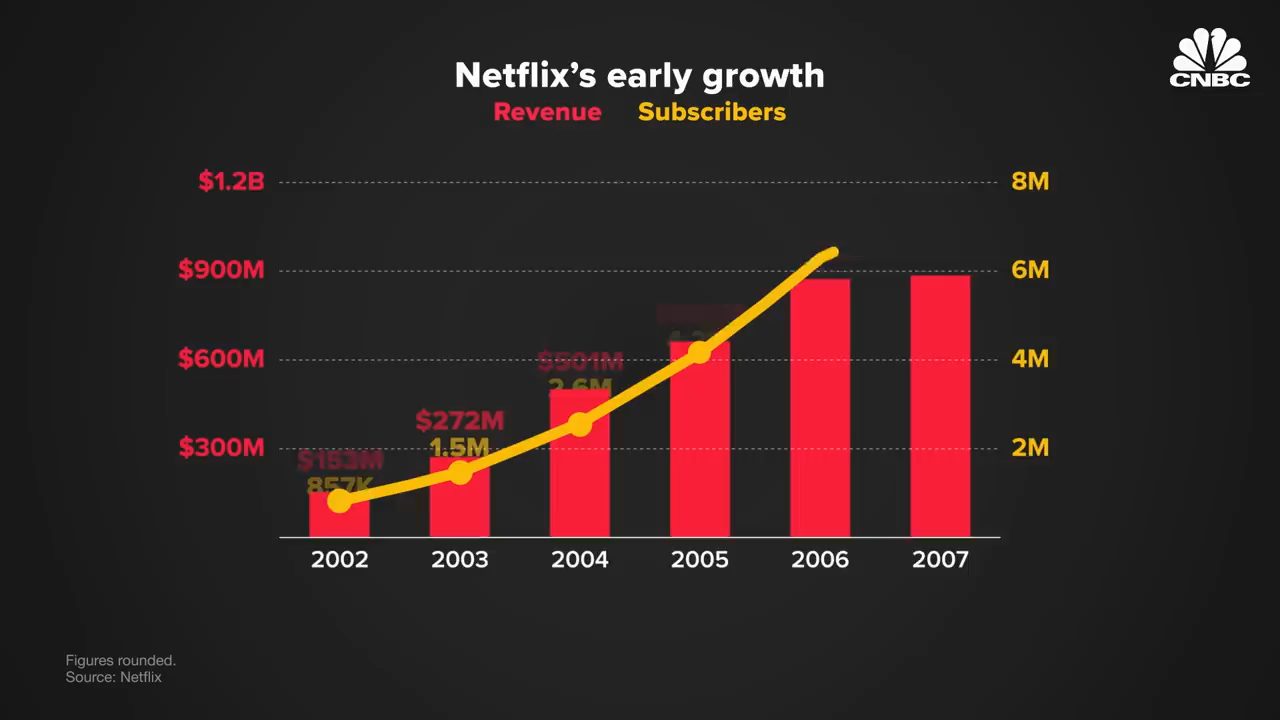 CNBC
Netflix's early growth
Revenue Subscribers
$1.2B 8M
$900M 6M
$600M 4M
$300M 2M
$501M
2.6M
$272M
1.5M
$153M
857K
2002 2003 2004 2005 2006 2007
Figures rounded.
Source: Netflix